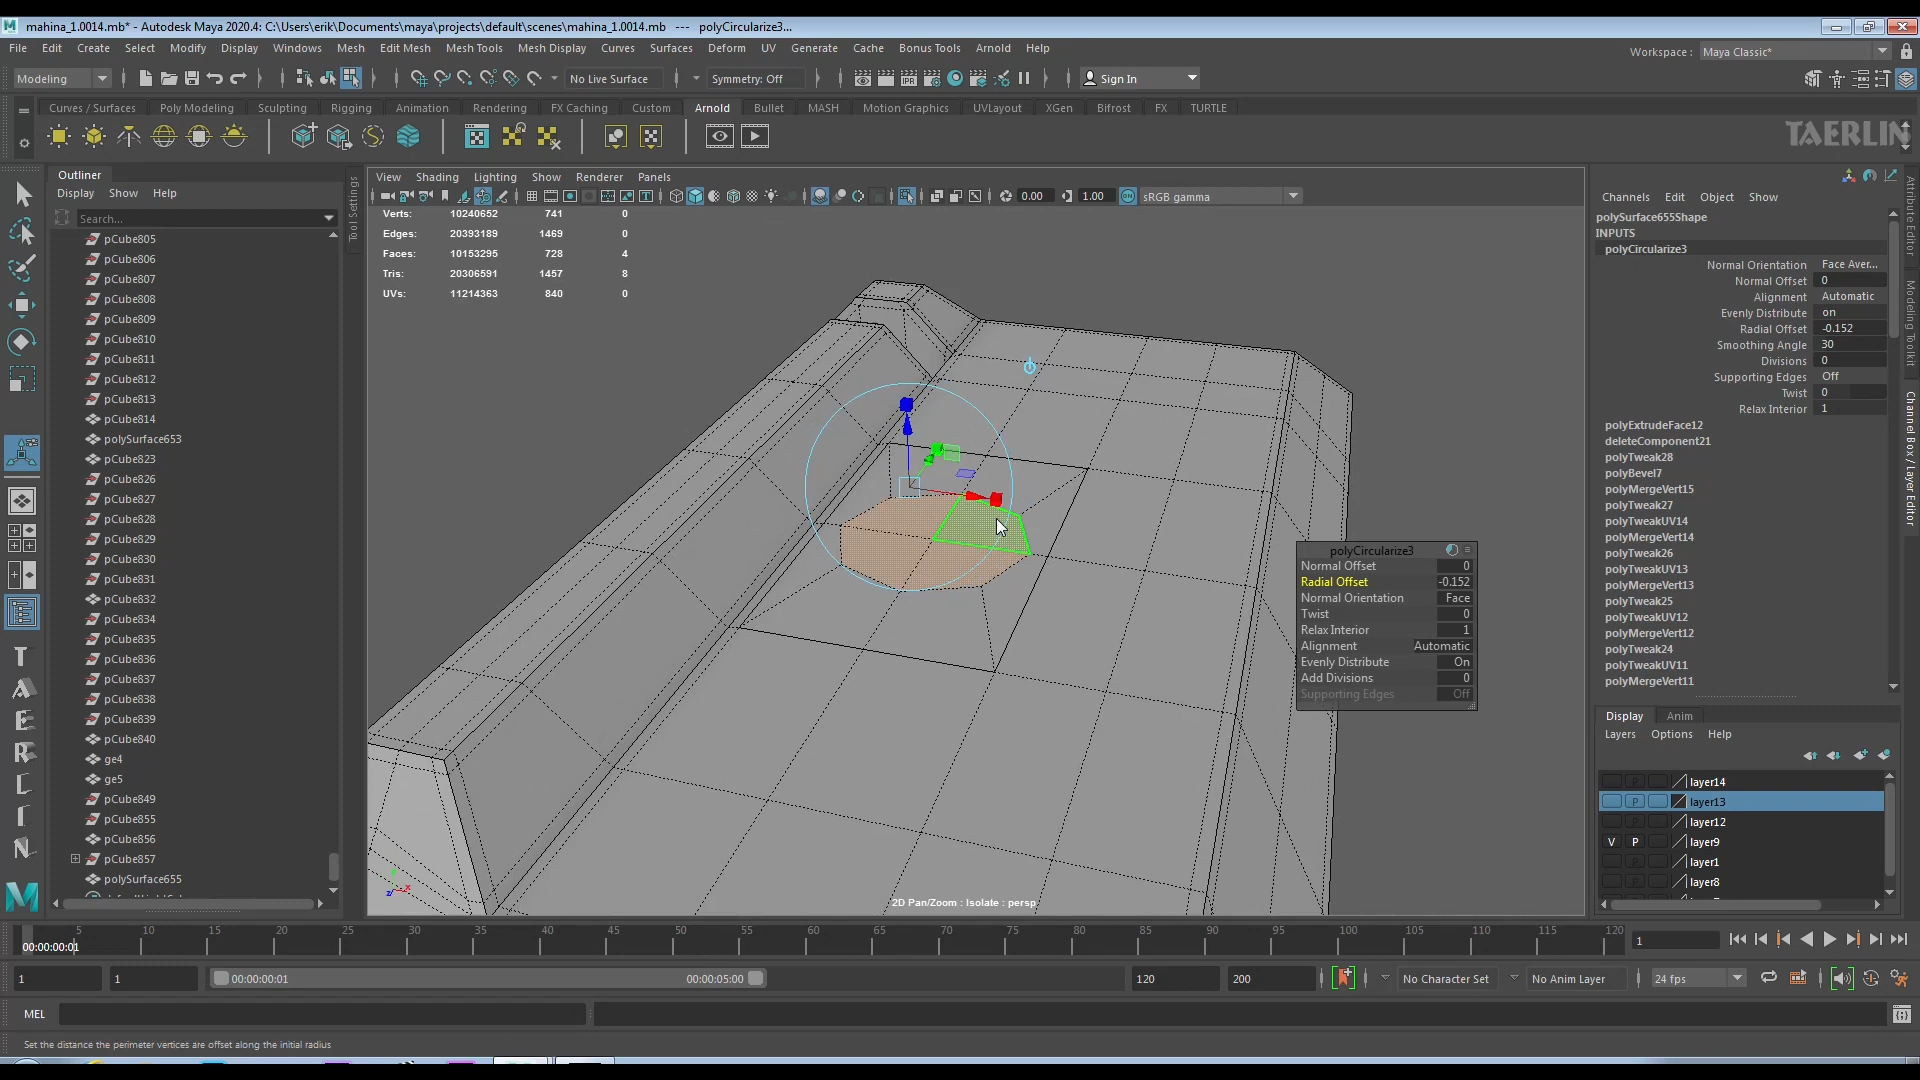 mahina_1.0014.mb* - Autodesk Maya 2020.4: C:\Users\erik\Documents\maya\projects\default\scenes\mahina_1.0014.mb --- polyCircularize3...
File Edit Create Select Modify Display Windows Mesh Edit Mesh Mesh Tools Mesh Display Curves Surfaces Deform UV Generate Cache Bonus Tools Arnold Help
Workspace : Maya Classic*
Modeling No Live Surface Symmetry: Off Sign In
Curves / Surfaces Poly Modeling Sculpting Rigging Animation Rendering FX Caching Custom Arnold Bullet MASH Motion Graphics UVLayout XGen Bifrost FX TURTLE
TAERLIN
Outliner
Display Show Help
Search...
pCube805
pCube806
pCube807
pCube808
pCube809
pCube810
pCube811
pCube812
pCube813
pCube814
polySurface653
pCube823
pCube826
pCube827
pCube828
pCube829
pCube830
pCube831
pCube832
pCube834
pCube835
pCube836
pCube837
pCube838
pCube839
pCube840
ge4
ge5
pCube849
pCube855
pCube856
pCube857
polySurface655
Tool Settings
View Shading Lighting Show Renderer Panels
0.00 1.00 ON sRGB gamma
Verts: 10240652 741 0
Edges: 20393189 1469 0
Faces: 10153295 728 4
Tris: 20306591 1457 8
UVs: 11214363 840 0
polyCircularize3
Normal Offset 0
Radial Offset -0.152
Normal Orientation Face
Twist 0
Relax Interior 1
Alignment Automatic
Evenly Distribute On
Add Divisions 0
Supporting Edges Off
2D Pan/Zoom : Isolate : persp
Channels Edit Object Show
polySurface655Shape
INPUTS
polyCircularize3
Normal Orientation Face Aver...
Normal Offset 0
Alignment Automatic
Evenly Distribute on
Radial Offset -0.152
Smoothing Angle 30
Divisions 0
Supporting Edges Off
Twist 0
Relax Interior 1
polyExtrudeFace12
deleteComponent21
polyTweak28
polyBevel7
polyMergeVert15
polyTweak27
polyTweakUV14
polyMergeVert14
polyTweak26
polyTweakUV13
polyMergeVert13
polyTweak25
polyTweakUV12
polyMergeVert12
polyTweak24
polyTweakUV11
polyMergeVert11
Display Anim
Layers Options Help
layer14
P layer13
layer12
V P layer9
layer1
layer8
Attribute Editor
Modeling Toolkit
Channel Box / Layer Editor
5 10 15 20 25 30 35 40 45 50 55 60 65 70 75 80 85 90 95 100 105 110 115 120
00:00:00:01
1
1 1 00:00:00:01 00:00:05:00 120 200 No Character Set No Anim Layer 24 fps
MEL
Set the distance the perimeter vertices are offset along the initial radius